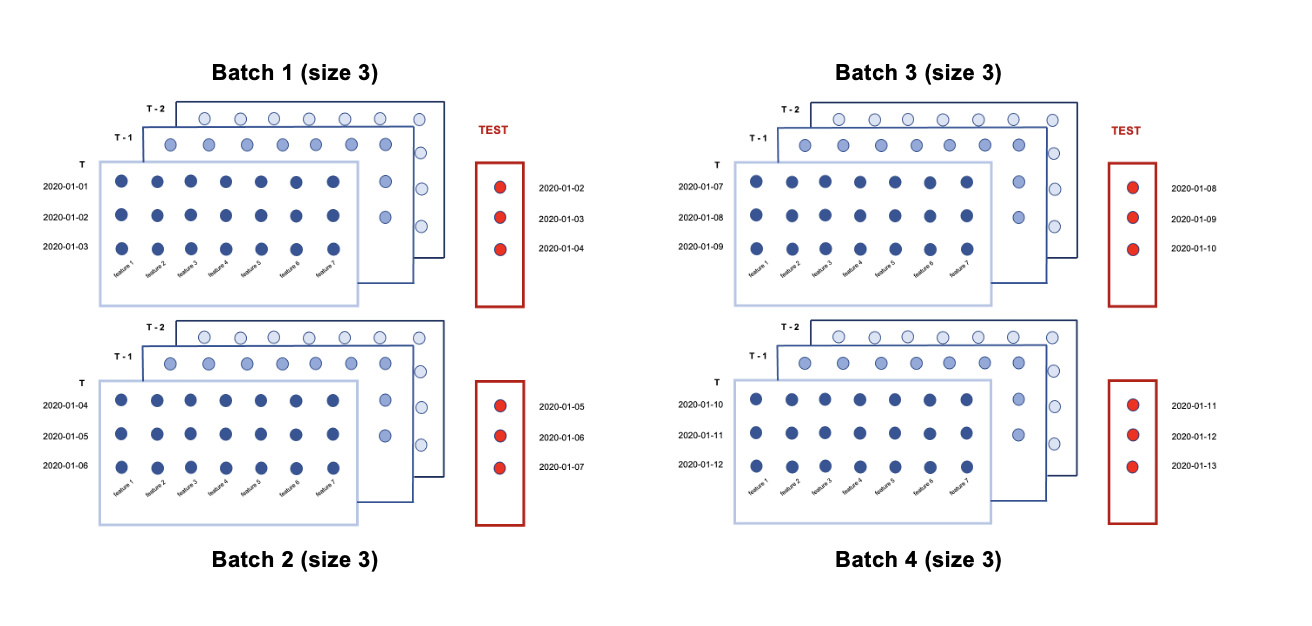 Batch 1 (size 3)
T - 2
T - 1
TEST
T
2020-01-01
2020-01-02
2020-01-03
feature 1
feature 2
feature 3
feature 4
feature 5
feature 6
feature 7
2020-01-02
2020-01-03
2020-01-04
T - 2
T - 1
T
2020-01-04
2020-01-05
2020-01-06
feature 1
feature 2
feature 3
feature 4
feature 5
feature 6
feature 7
2020-01-05
2020-01-06
2020-01-07
Batch 2 (size 3)
Batch 3 (size 3)
T - 2
T - 1
TEST
T
2020-01-07
2020-01-08
2020-01-09
feature 1
feature 2
feature 3
feature 4
feature 5
feature 6
feature 7
2020-01-08
2020-01-09
2020-01-10
T - 2
T - 1
T
2020-01-10
2020-01-11
2020-01-12
feature 1
feature 2
feature 3
feature 4
feature 5
feature 6
feature 7
2020-01-11
2020-01-12
2020-01-13
Batch 4 (size 3)